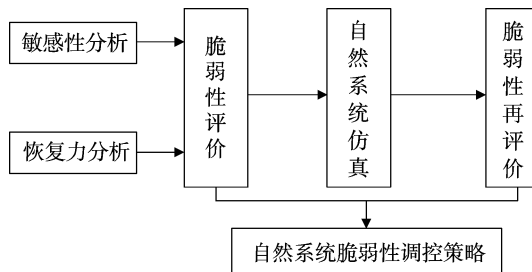 敏感性分析
恢复力分析
脆弱性评价
自然系统仿真
脆弱性再评价
自然系统脆弱性调控策略